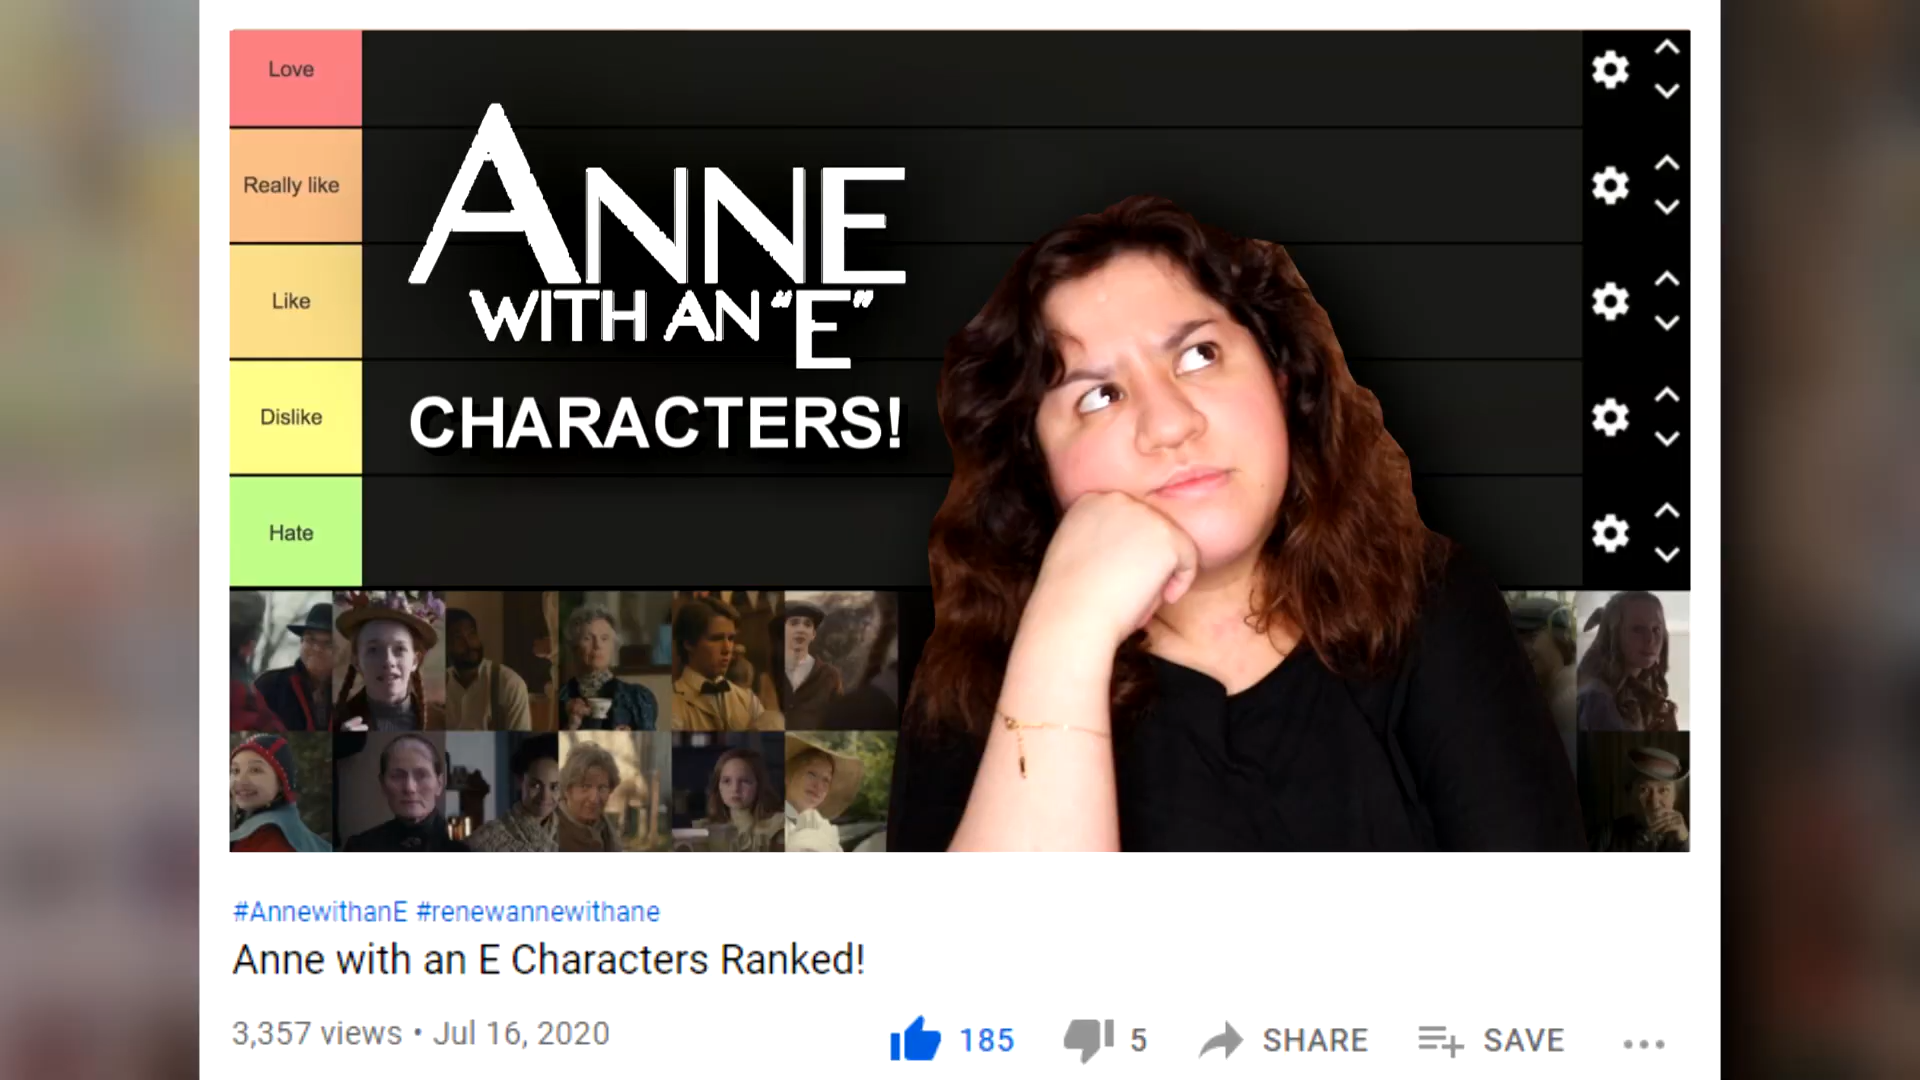 Love
Really like
Like
Dislike
Hate
ANNE
WITH AN "E"
CHARACTERS!
#AnnewithanE #renewannewithane
Anne with an E Characters Ranked!
3,357 views • Jul 16, 2020
185
5
SHARE
SAVE